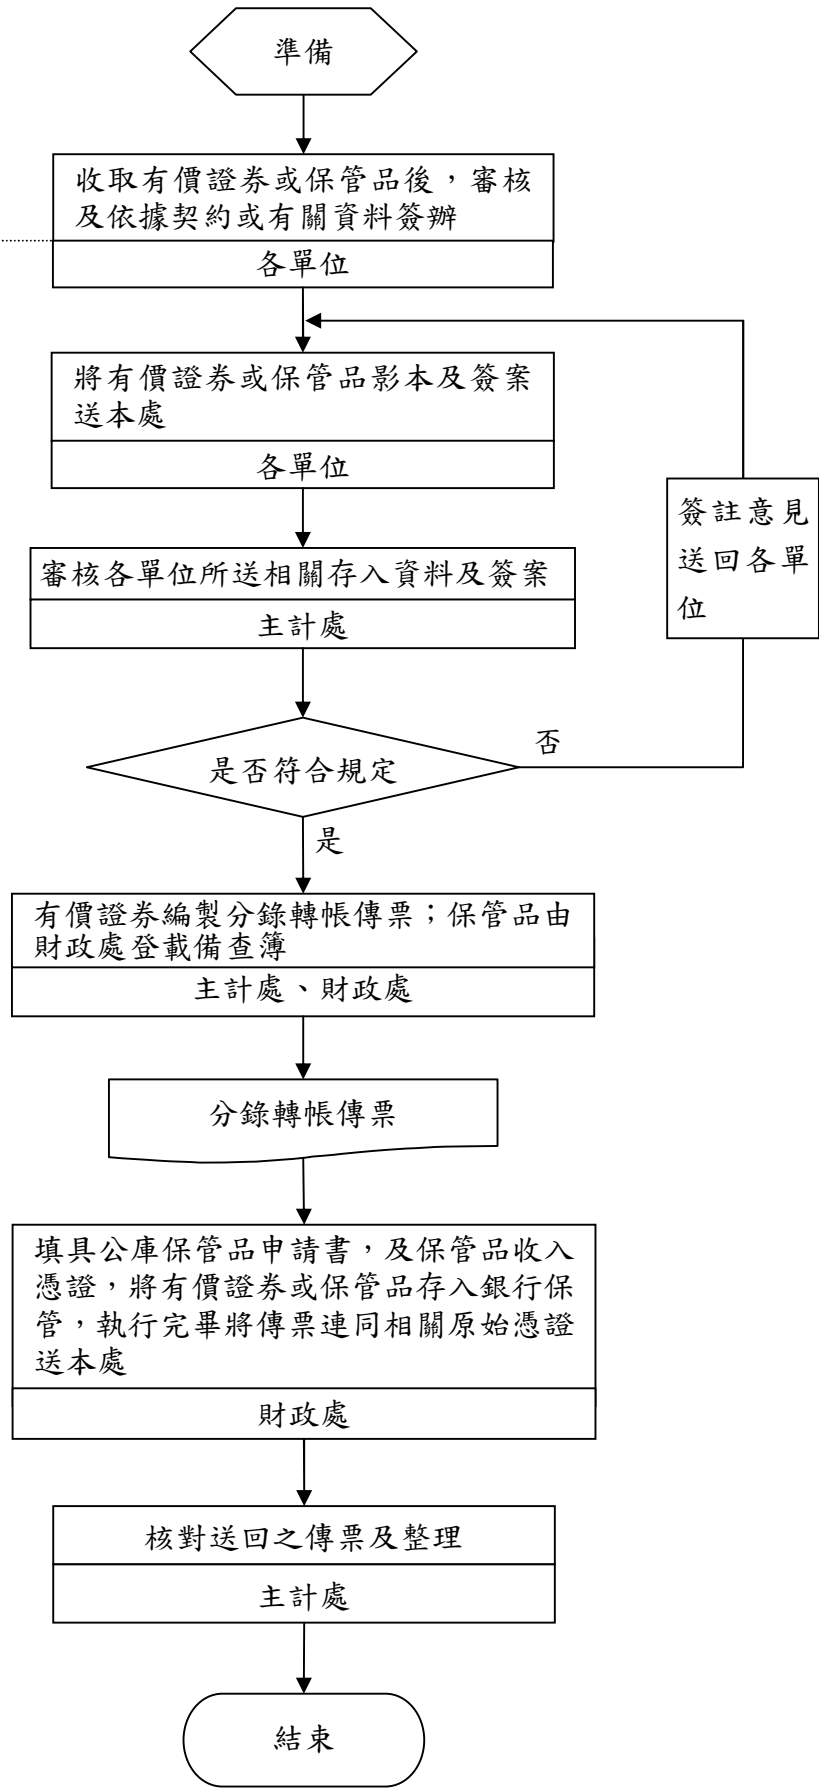 準備
收取有價證券或保管品後，審核
及依據契約或有關資料簽辦
各單位
將有價證券或保管品影本及簽案
送本處
各單位
簽註意見
送回各單
位
審核各單位所送相關存入資料及簽案
主計處
是否符合規定
否
是
有價證券編製分錄轉帳傳票；保管品由
財政處登載備查簿
主計處、財政處
分錄轉帳傳票
填具公庫保管品申請書，及保管品收入
憑證，將有價證券或保管品存入銀行保
管，執行完畢將傳票連同相關原始憑證
送本處
財政處
核對送回之傳票及整理
主計處
結束